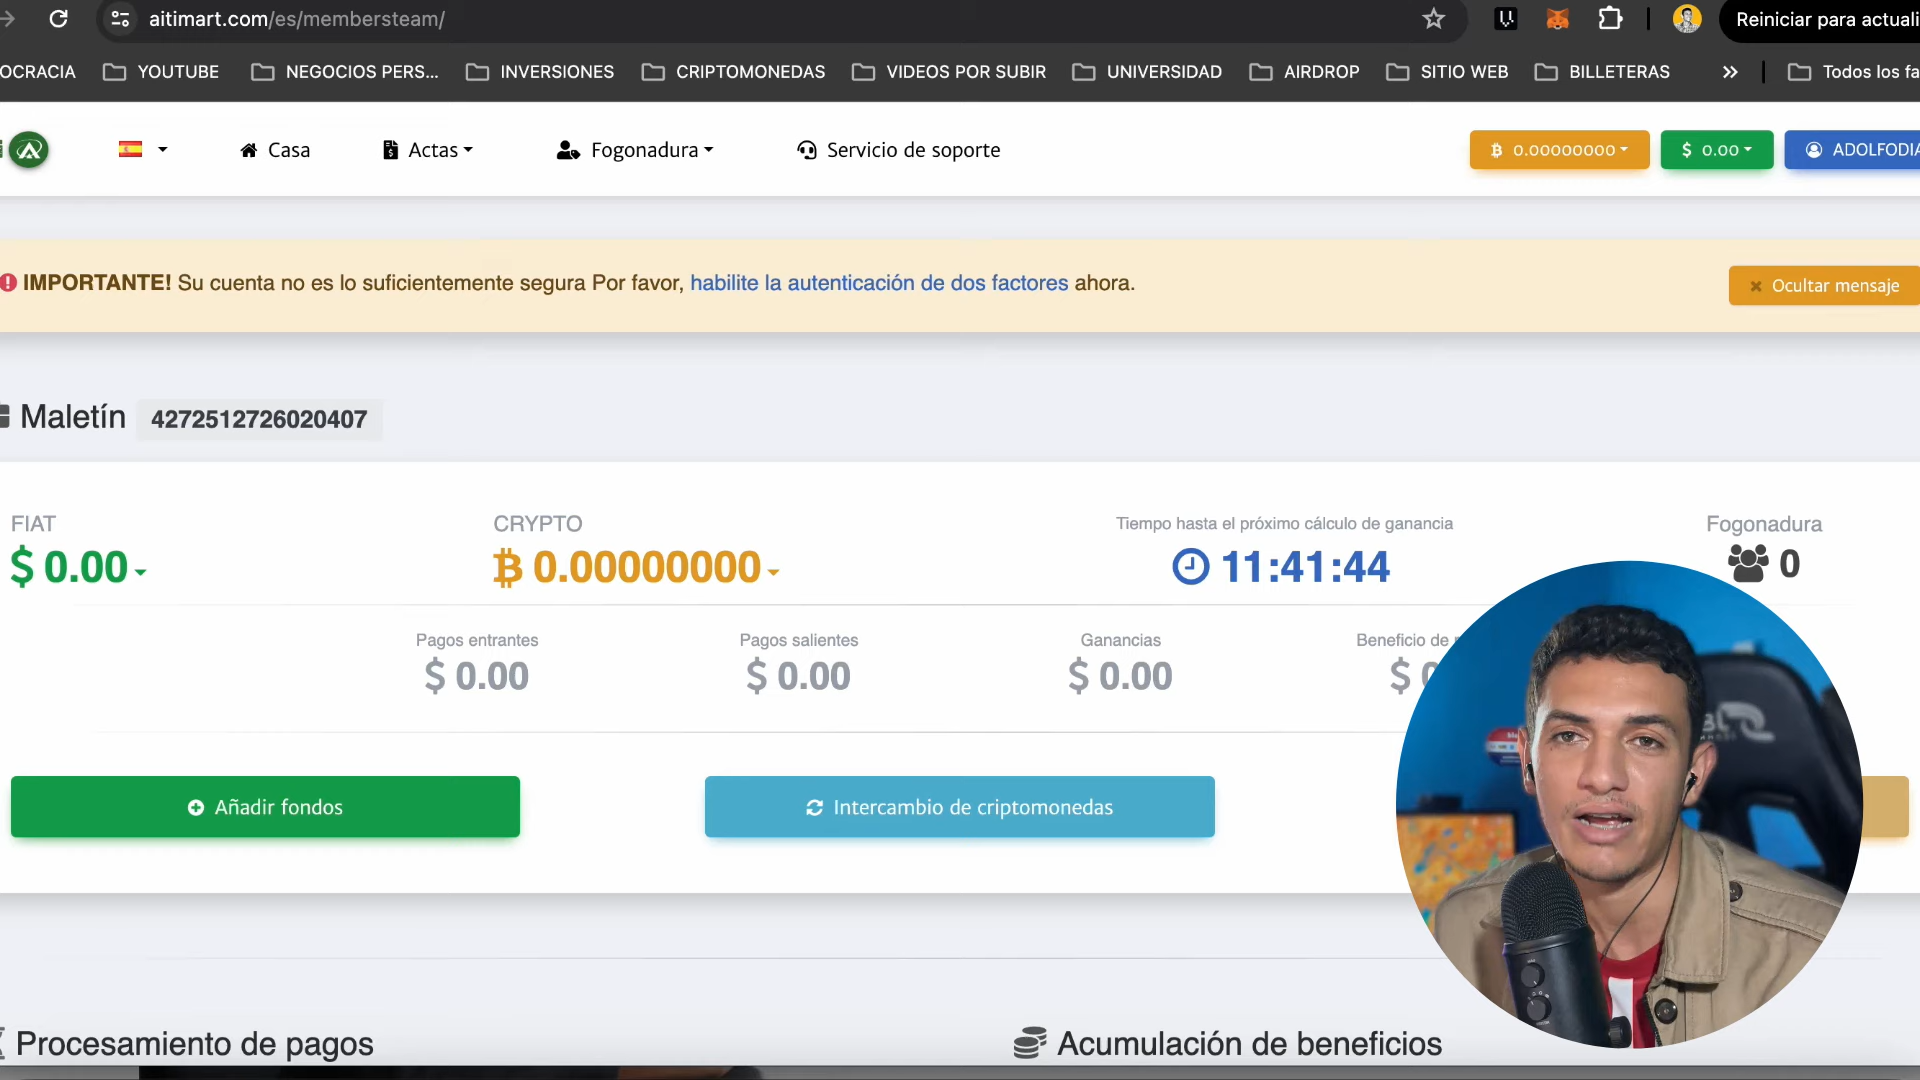 aitimart.com/es/membersteam/
Reiniciar para actuali
OCRACIA
YOUTUBE
NEGOCIOS PERS...
INVERSIONES
CRIPTOMONEDAS
VIDEOS POR SUBIR
UNIVERSIDAD
AIRDROP
SITIO WEB
BILLETERAS
Todos los fa
Casa
Actas
Fogonadura
Servicio de soporte
0.00000000
$ 0.00
ADOLFODIA
IMPORTANTE! Su cuenta no es lo suficientemente segura Por favor, habilite la autenticación de dos factores ahora.
Ocultar mensaje
Maletín 4272512726020407
FIAT
$ 0.00
CRYPTO
₿ 0.00000000
Tiempo hasta el próximo cálculo de ganancia
11:41:44
Fogonadura
0
Pagos entrantes
$ 0.00
Pagos salientes
$ 0.00
Ganancias
$ 0.00
Beneficio de
$ 0
Añadir fondos
Intercambio de criptomonedas
Procesamiento de pagos
Acumulación de beneficios